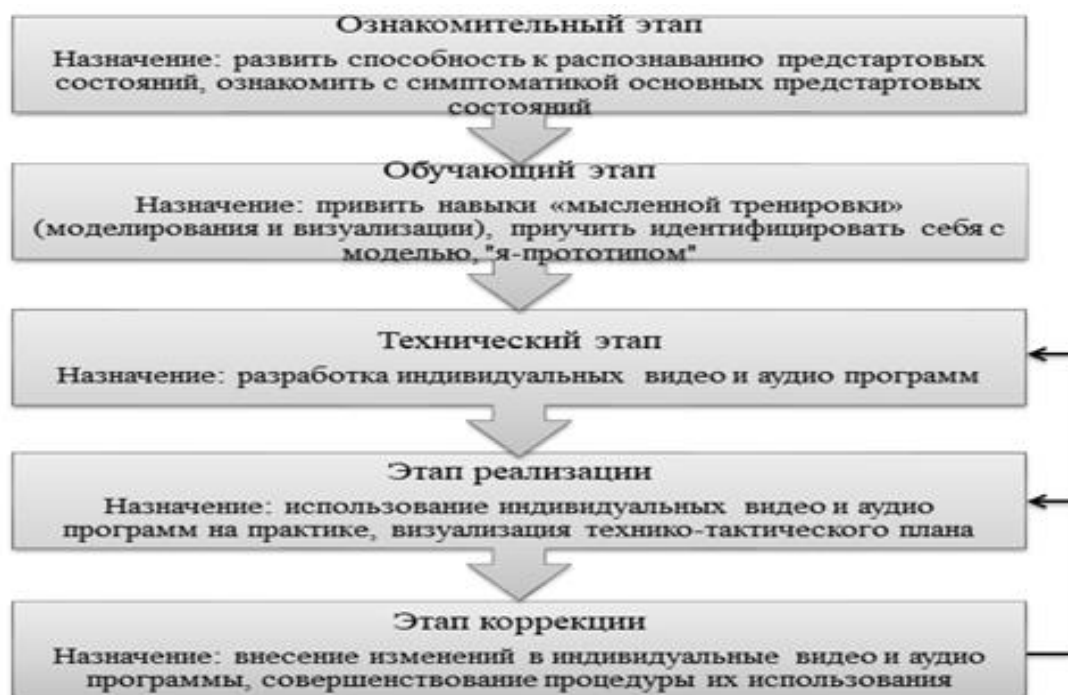 Ознакомительный этап
Назначение: развить способность к распознаванию предстартовых
состояний, ознакомить с симптоматикой основных предстартовых
состояний
Обучающий этап
Назначение: привить навыки «мысленной тренировки»
(моделирования и визуализации), приучить идентифицировать себя с
моделью, "я-прототипом"
Технический этап
Назначение: разработка индивидуальных видео и аудио программ
Этап реализации
Назначение: использование индивидуальных видео и аудио
программ на практике, визуализация технико-тактического плана
Этап коррекции
Назначение: внесение изменений в индивидуальные видео и аудио
программы, совершенствование процедуры их использования